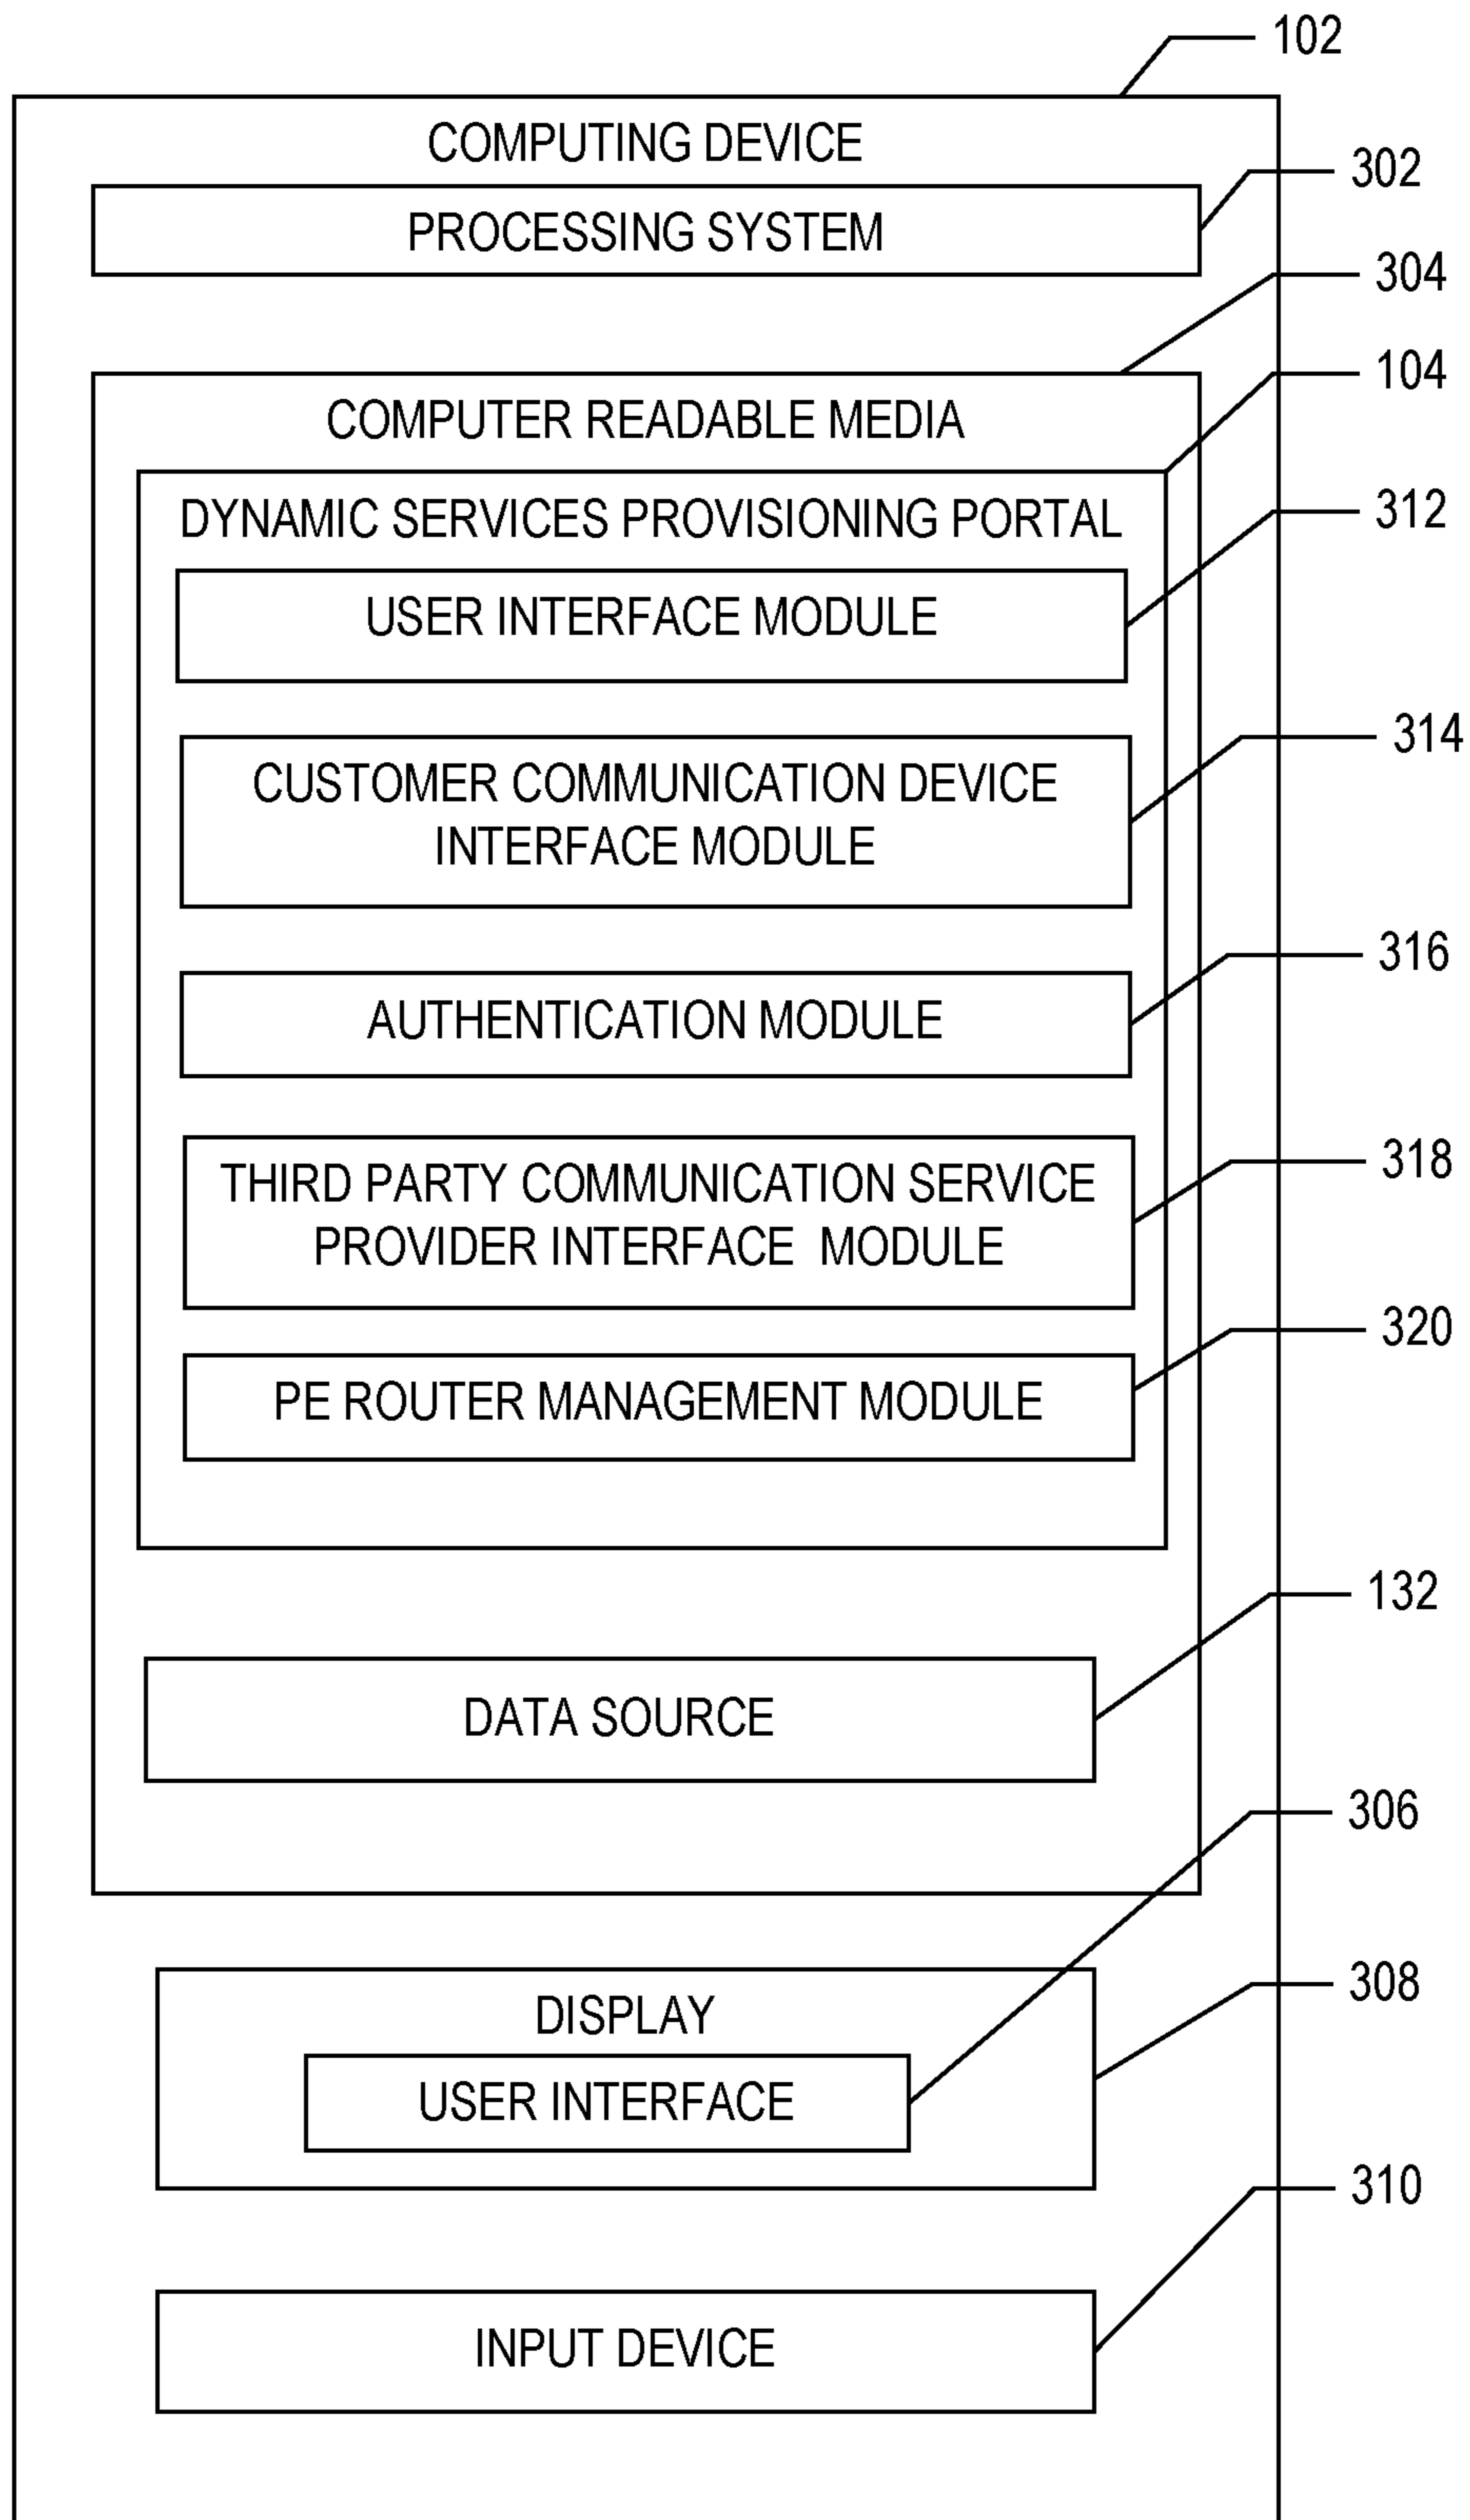 102
COMPUTING DEVICE
302
PROCESSING SYSTEM
304
COMPUTER READABLE MEDIA
104
DYNAMIC SERVICES PROVISIONING PORTAL
312
USER INTERFACE MODULE
314
CUSTOMER COMMUNICATION DEVICE
INTERFACE MODULE
316
AUTHENTICATION MODULE
318
THIRD PARTY COMMUNICATION SERVICE
PROVIDER INTERFACE MODULE
320
PE ROUTER MANAGEMENT MODULE
132
DATA SOURCE
306
308
DISPLAY
USER INTERFACE
310
INPUT DEVICE